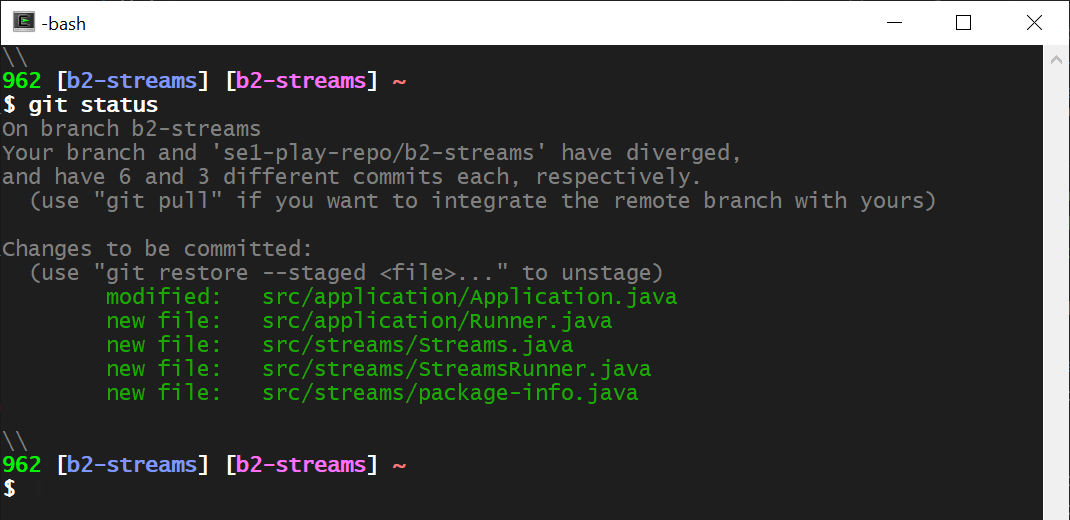 -bash
\\
962 [b2-streams] [b2-streams] ~
$ git status
On branch b2-streams
Your branch and 'se1-play-repo/b2-streams' have diverged,
and have 6 and 3 different commits each, respectively.
  (use "git pull" if you want to integrate the remote branch with yours)

Changes to be committed:
  (use "git restore --staged <file>..." to unstage)
        modified:   src/application/Application.java
        new file:   src/application/Runner.java
        new file:   src/streams/Streams.java
        new file:   src/streams/StreamsRunner.java
        new file:   src/streams/package-info.java

\\
962 [b2-streams] [b2-streams] ~
$